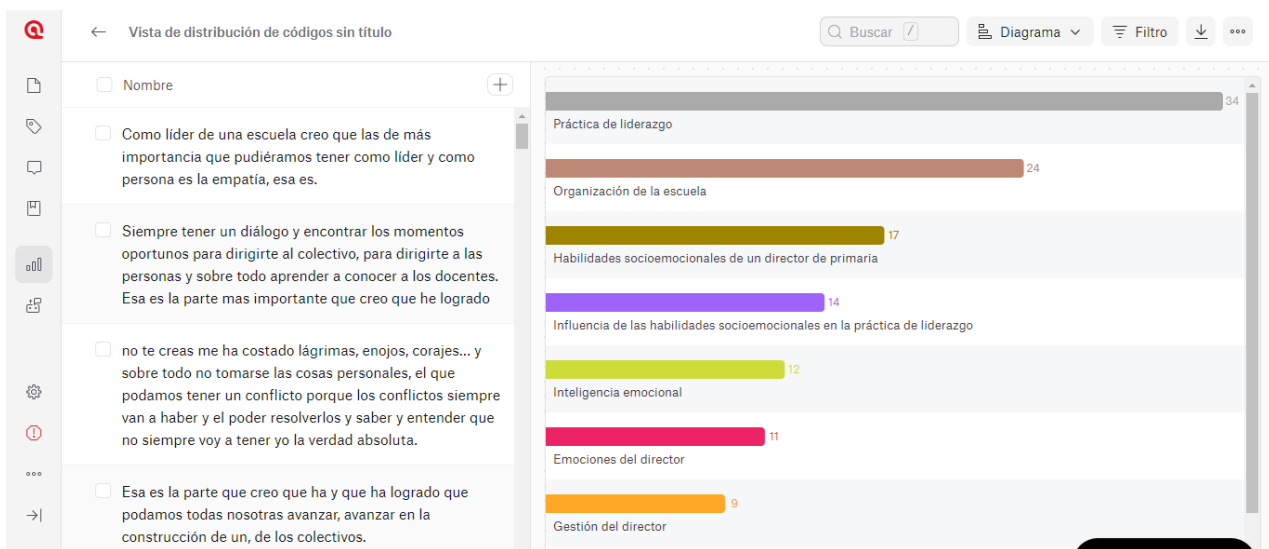 Vista de distribución de códigos sin título
Buscar /
Diagrama
Filtro
Nombre
Como líder de una escuela creo que las de más
importancia que pudiéramos tener como líder y como
persona es la empatía, esa es.
Siempre tener un diálogo y encontrar los momentos
oportunos para dirigirte al colectivo, para dirigirte a las
personas y sobre todo aprender a conocer a los docentes.
Esa es la parte mas importante que creo que he logrado
no te creas me ha costado lágrimas, enojos, corajes... y
sobre todo no tomarse las cosas personales, el que
podamos tener un conflicto porque los conflictos siempre
van a haber y el poder resolverlos y saber y entender que
no siempre voy a tener yo la verdad absoluta.
Esa es la parte que creo que ha y que ha logrado que
podamos todas nosotras avanzar, avanzar en la
construcción de un, de los colectivos.
34
Práctica de liderazgo
24
Organización de la escuela
17
Habilidades socioemocionales de un director de primaria
14
Influencia de las habilidades socioemocionales en la práctica de liderazgo
12
Inteligencia emocional
11
Emociones del director
9
Gestión del director